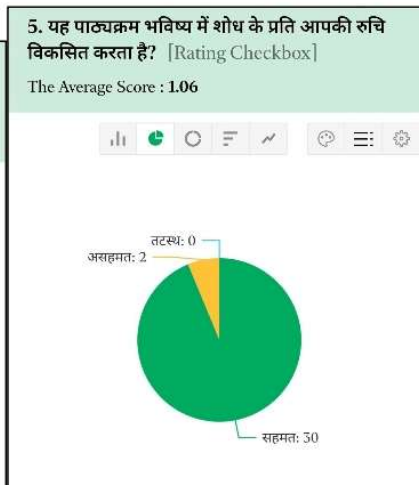 5. यह पाठ्यक्रम भविष्य में शोध के प्रति आपकी रुचि
विकसित करता है? [Rating Checkbox]
The Average Score : 1.06
तटस्थ: 0
असहमत: 2
सहमत: 30